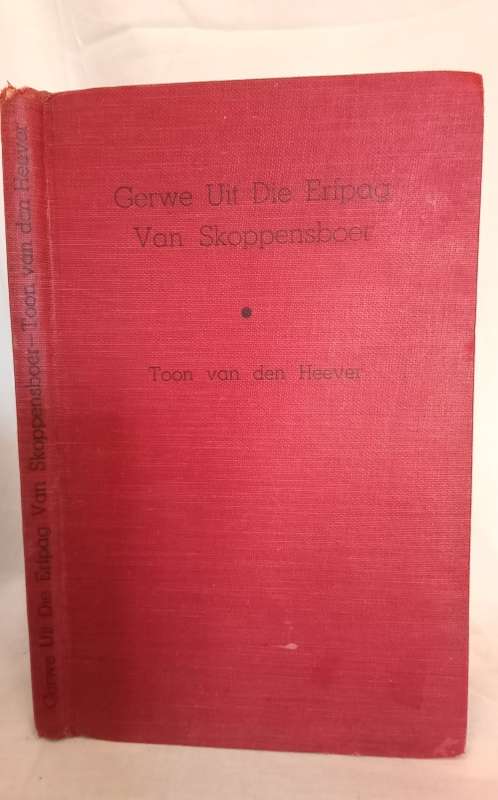 Gerwe Uit Die Erfpag
Van Skoppensboer
Toon van den Heever
Gerwe Uit Die Erfpag Van Skoppensboer—Toon van den Heever